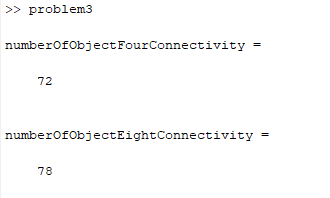 >> problem3
numberOfObjectFourConnectivity =
72
numberOfObjectEightConnectivity =
78